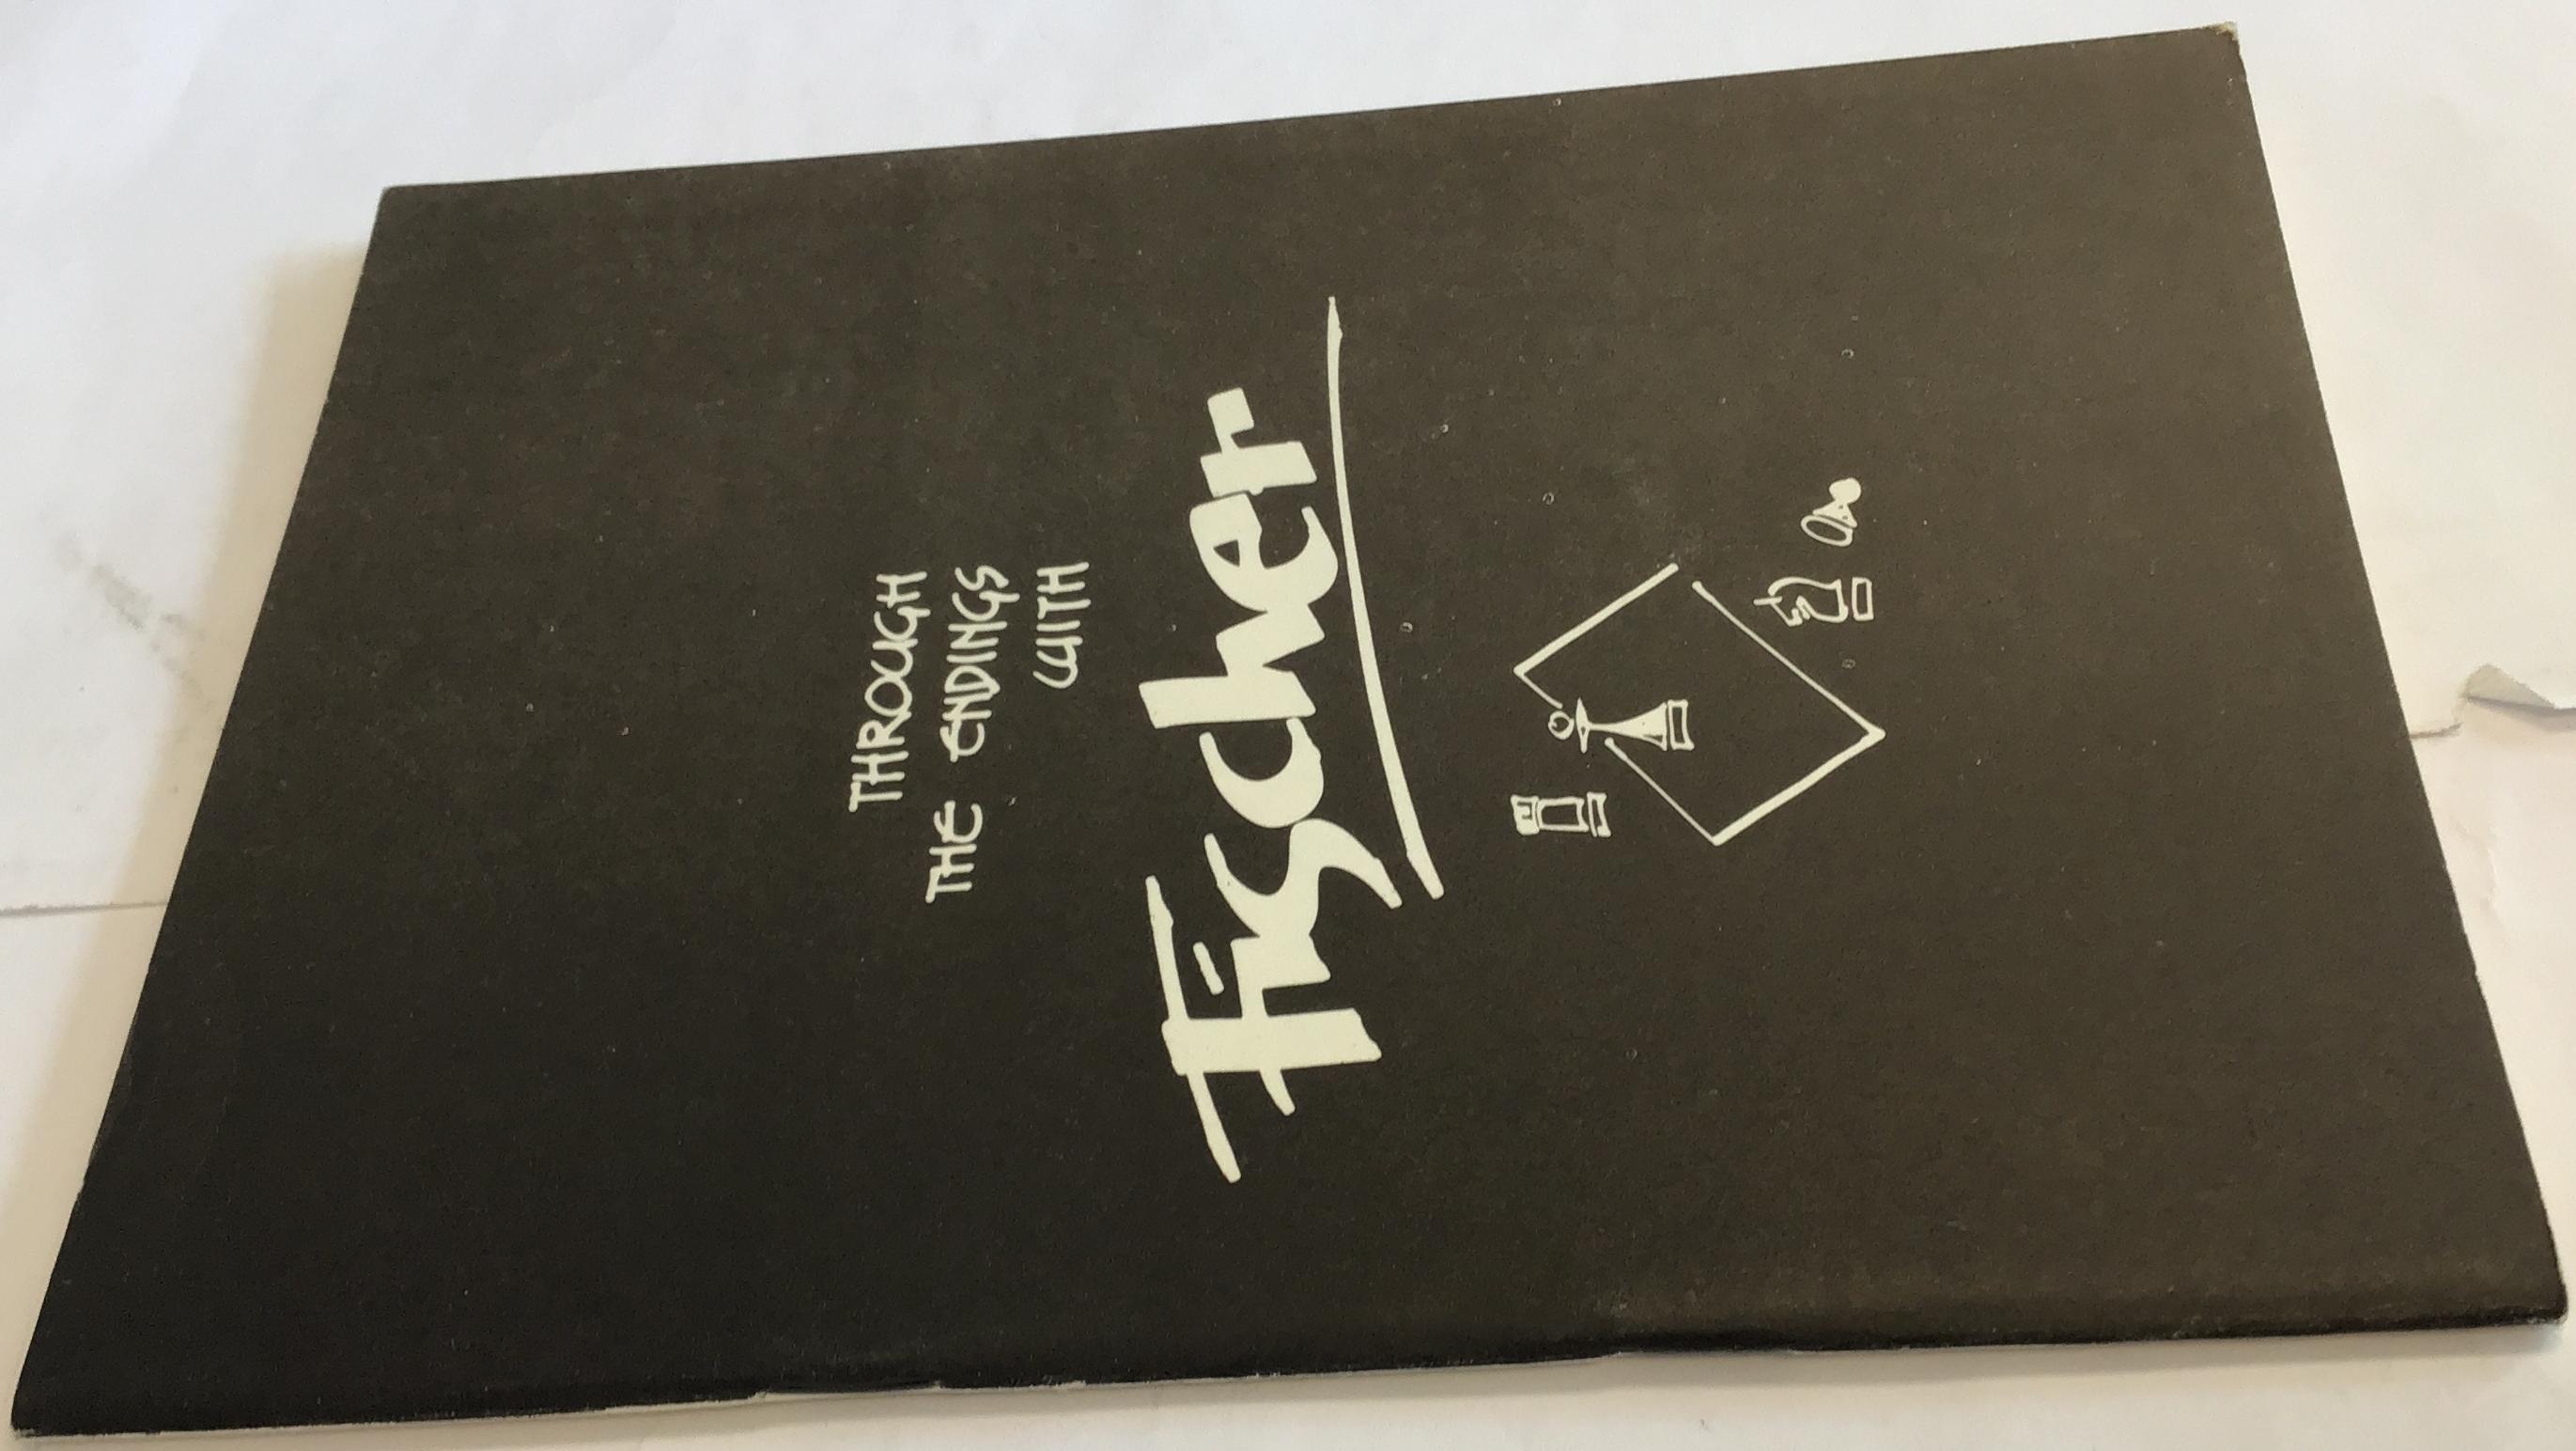 THROUGH
THE ENDINGS
WITH
Fischer